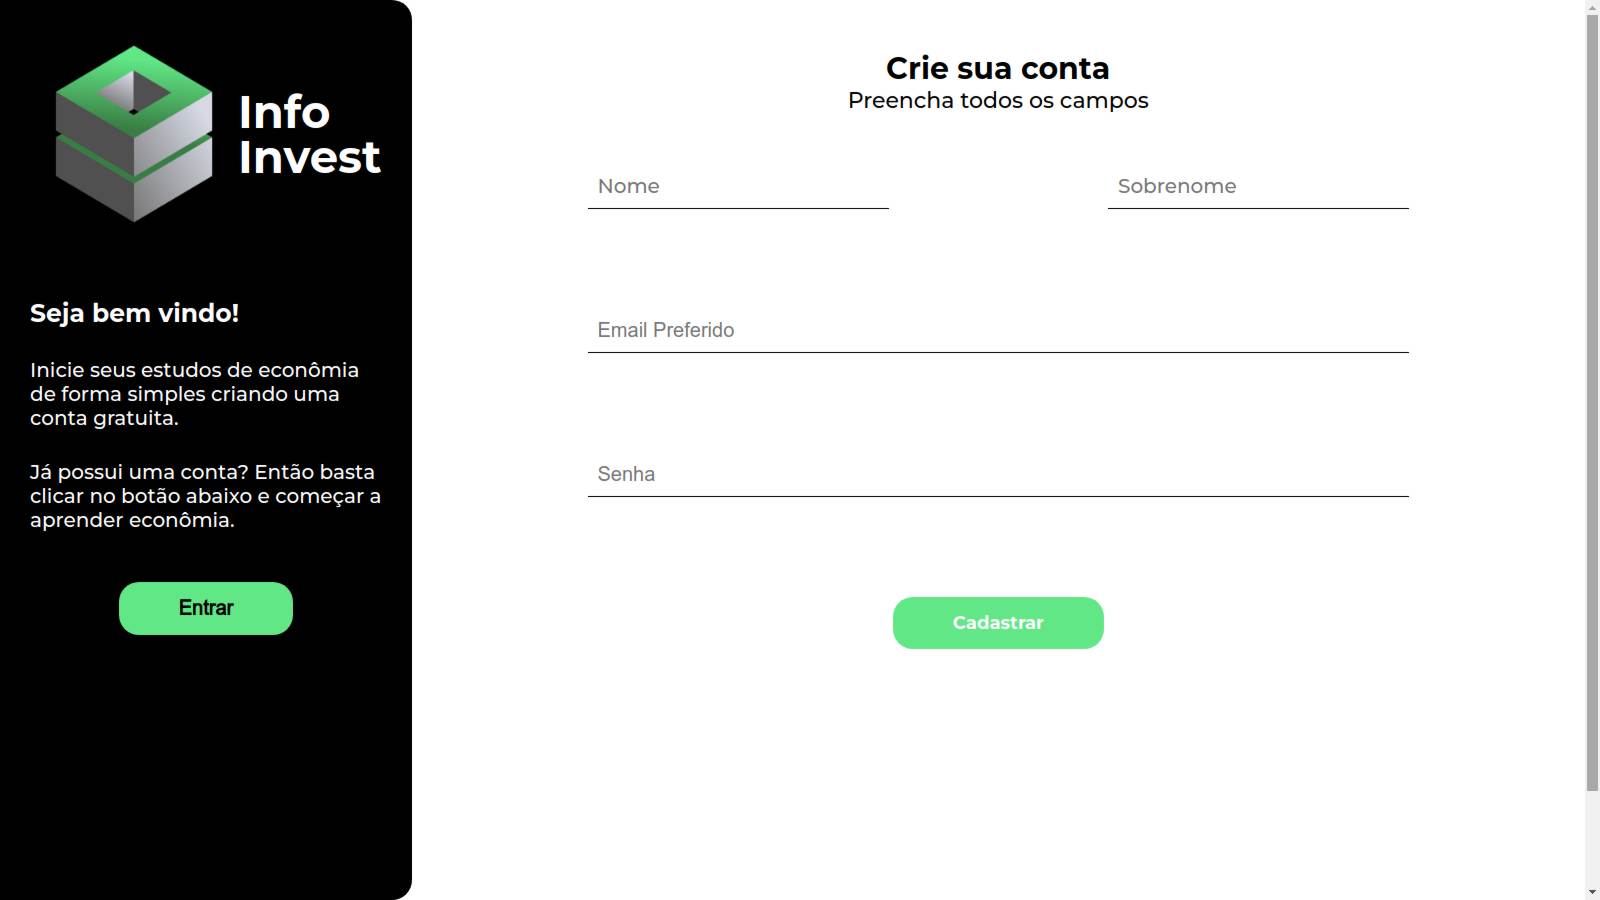 Info
Invest
Seja bem vindo!
Inicie seus estudos de econômia
de forma simples criando uma
conta gratuita.
Já possui uma conta? Então basta
clicar no botão abaixo e começar a
aprender econômia.
Entrar
Crie sua conta
Preencha todos os campos
Nome
Sobrenome
Email Preferido
Senha
Cadastrar